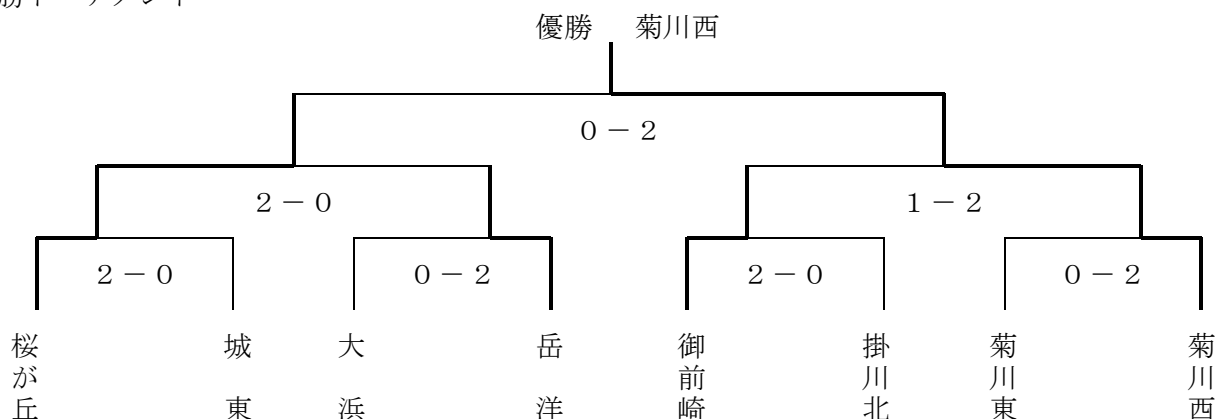 優勝 菊川西
0-2
2-0 1-2
2-0 0-2 2-0 0-2
桜が丘 城東 大浜 岳洋 御前崎 掛川北 菊川東 菊川西